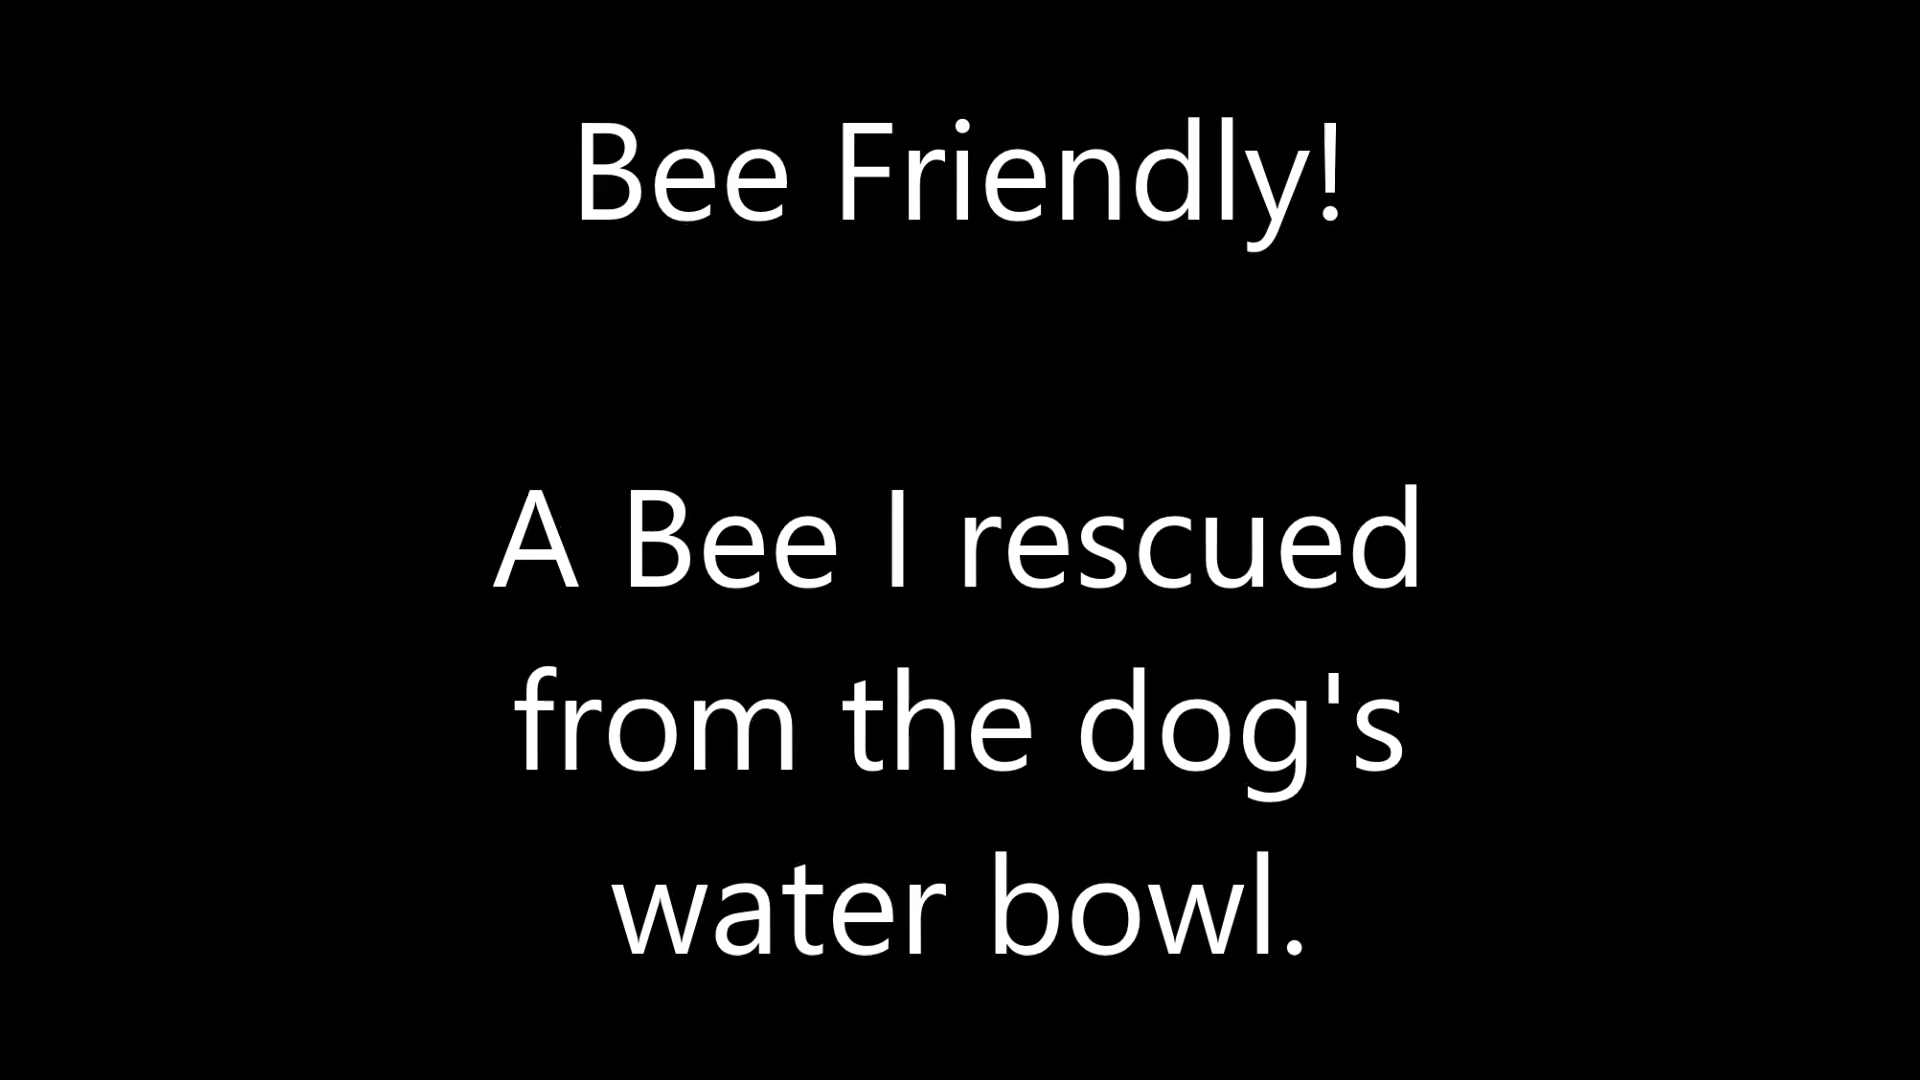 Bee Friendly!
A Bee I rescued
from the dog's
water bowl.